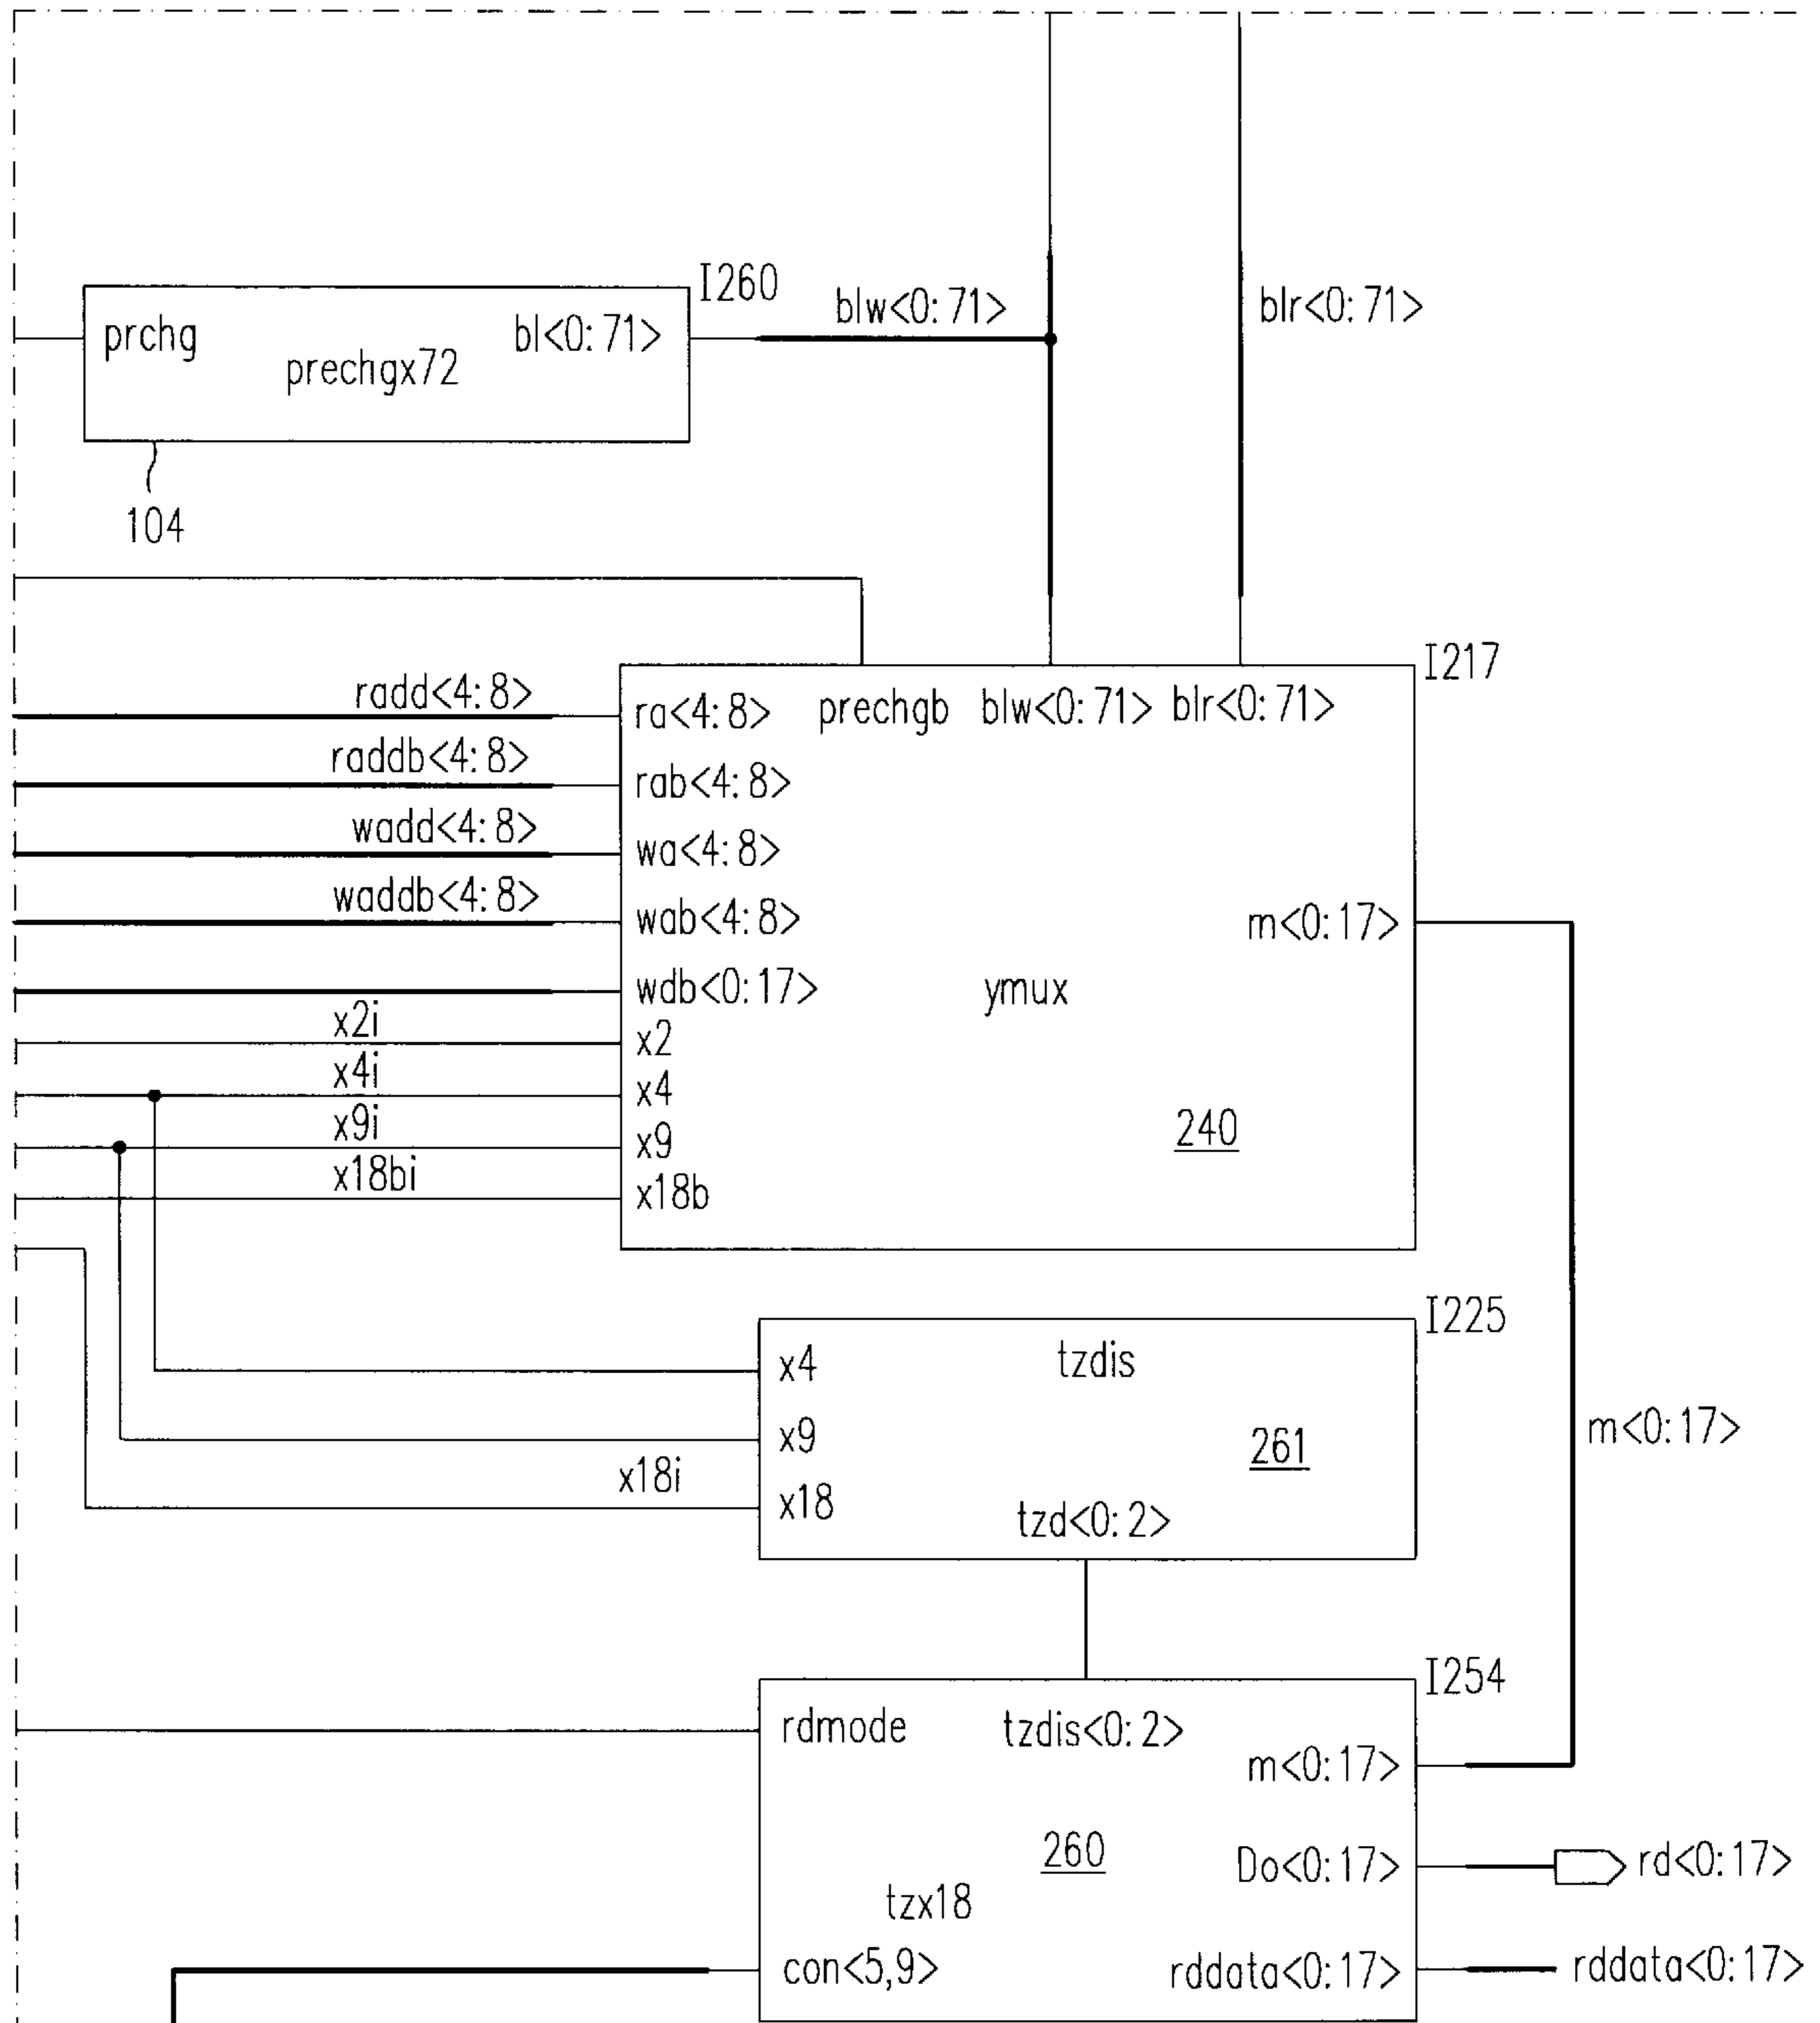 I260
prchg
bl<0:71>
prechgx72
blw<0:71>
blr<0:71>
104
I217
radd<4:8>
ra<4:8>
prechgb
blw<0:71>
blr<0:71>
raddb<4:8>
rab<4:8>
wadd<4:8>
wa<4:8>
waddb<4:8>
wab<4:8>
m<0:17>
wdb<0:17>
ymux
x2i
x2
x4i
x4
x9i
x9
240
x18bi
x18b
I225
x4
tzdis
x9
261
m<0:17>
x18i
x18
tzd<0:2>
I254
rdmode
tzdis<0:2>
m<0:17>
260
Do<0:17>
rd<0:17>
tzx18
con<5,9>
rddata<0:17>
rddata<0:17>